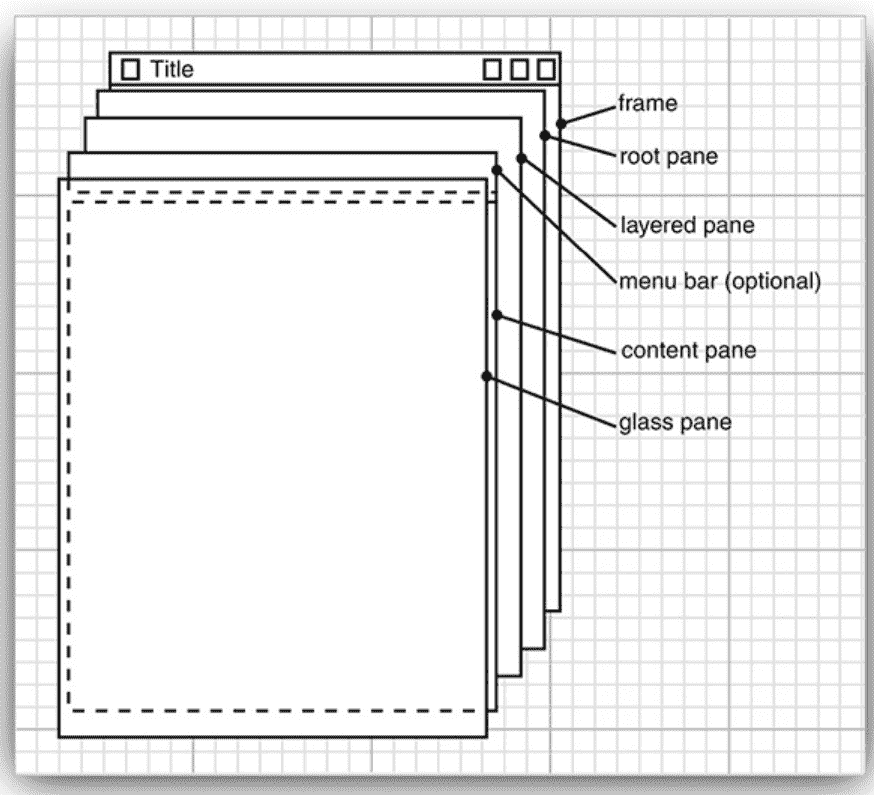 Title
frame
root pane
layered pane
menu bar (optional)
content pane
glass pane